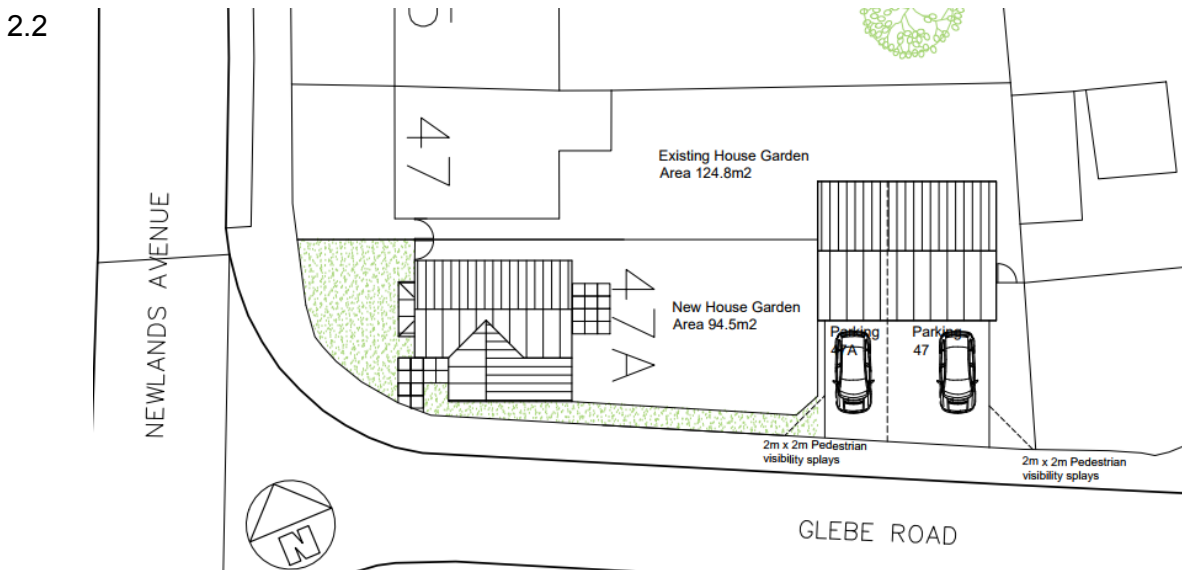 2.2
47
Existing House Garden
Area 124.8m2
NEWLANDS AVENUE
47A
New House Garden
Area 94.5m2
Parking
47A
Parking
47
2m x 2m Pedestrian
visibility splays
2m x 2m Pedestrian
visibility splays
N
GLEBE ROAD